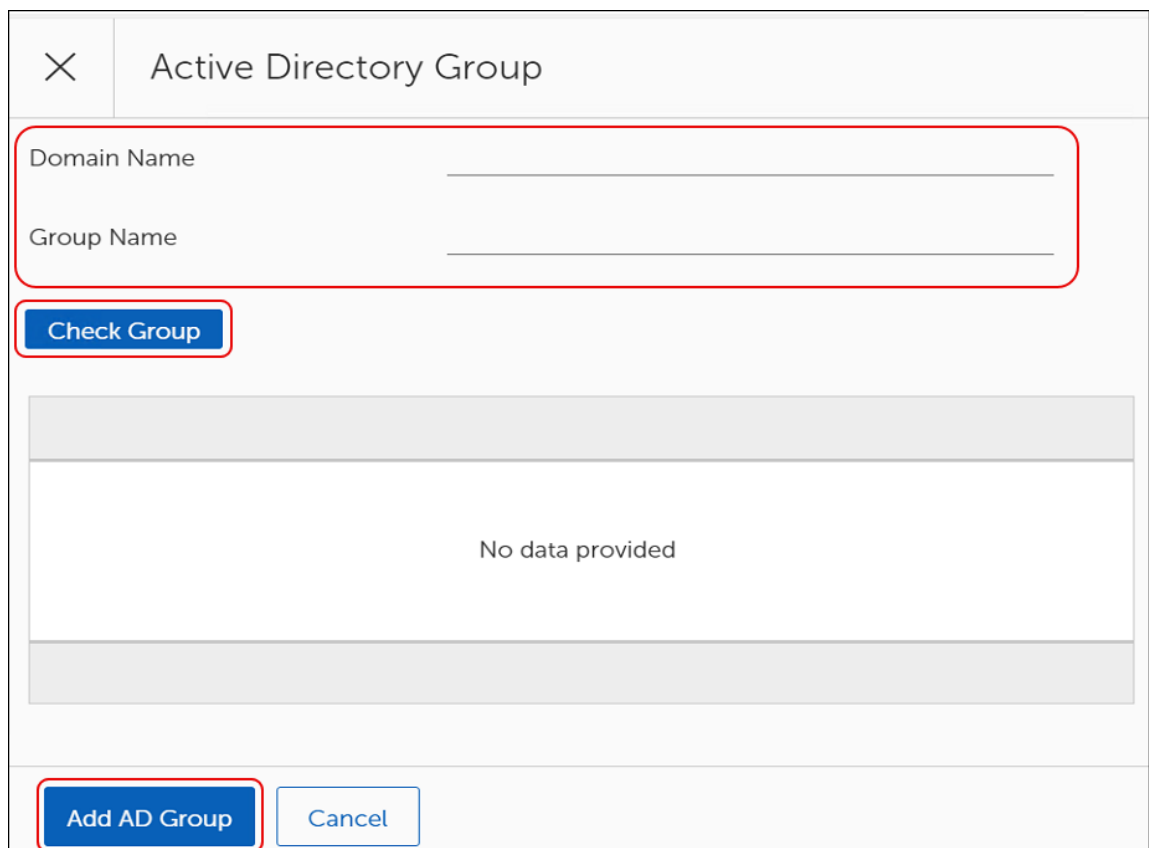 Active Directory Group
Domain Name
Group Name
Check Group
No data provided
Add AD Group
Cancel